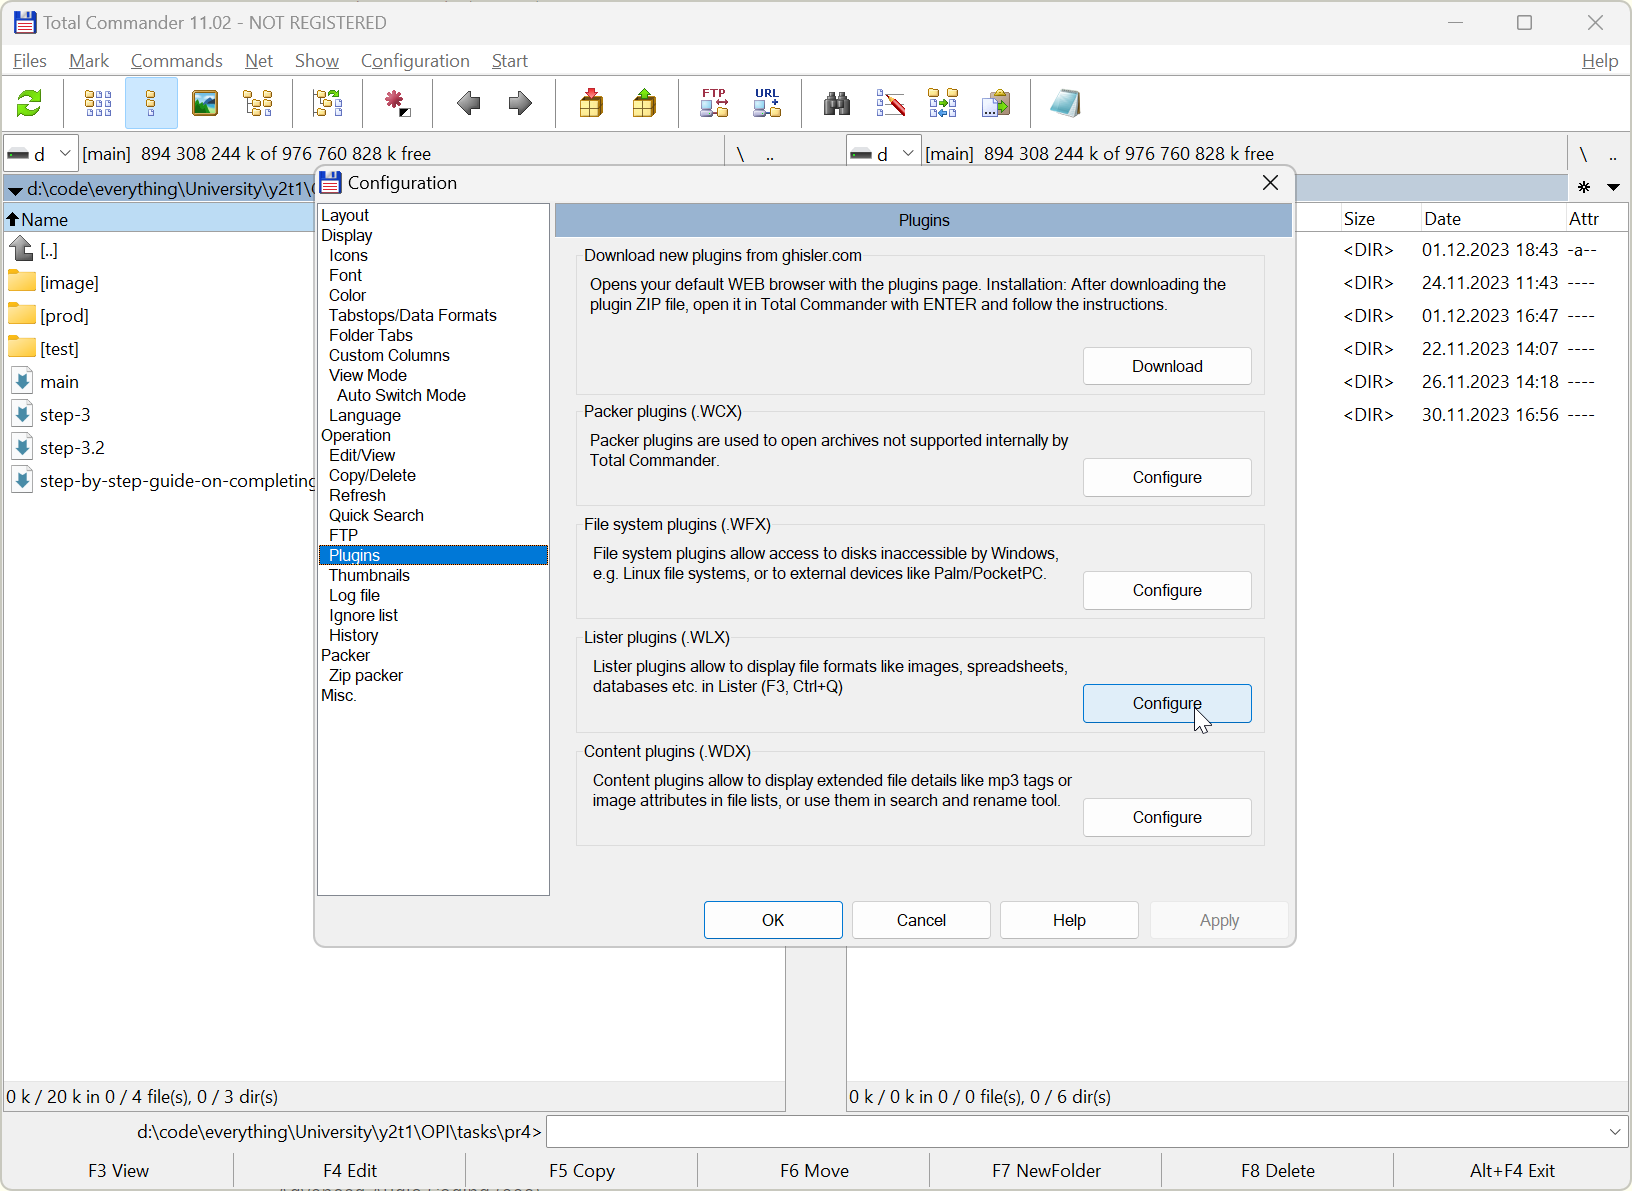 Total Commander 11.02 - NOT REGISTERED
Files Mark Commands Net Show Configuration Start Help
FTP URL
d [main] 894 308 244 k of 976 760 828 k free \ ..
d [main] 894 308 244 k of 976 760 828 k free \ ..
d:\code\everything\University\y2t1\
Name
[..]
[image]
[prod]
[test]
main
step-3
step-3.2
step-by-step-guide-on-completing
Configuration
Layout
Display
Icons
Font
Color
Tabstops/Data Formats
Folder Tabs
Custom Columns
View Mode
Auto Switch Mode
Language
Operation
Edit/View
Copy/Delete
Refresh
Quick Search
FTP
Plugins
Thumbnails
Log file
Ignore list
History
Packer
Zip packer
Misc.
Plugins
Download new plugins from ghisler.com
Opens your default WEB browser with the plugins page. Installation: After downloading the
plugin ZIP file, open it in Total Commander with ENTER and follow the instructions.
Download
Packer plugins (.WCX)
Packer plugins are used to open archives not supported internally by
Total Commander.
Configure
File system plugins (.WFX)
File system plugins allow access to disks inaccessible by Windows,
e.g. Linux file systems, or to external devices like Palm/PocketPC.
Configure
Lister plugins (.WLX)
Lister plugins allow to display file formats like images, spreadsheets,
databases etc. in Lister (F3, Ctrl+Q)
Configure
Content plugins (.WDX)
Content plugins allow to display extended file details like mp3 tags or
image attributes in file lists, or use them in search and rename tool.
Configure
OK Cancel Help Apply
* 
Size Date Attr
<DIR> 01.12.2023 18:43 -a--
<DIR> 24.11.2023 11:43 ----
<DIR> 01.12.2023 16:47 ----
<DIR> 22.11.2023 14:07 ----
<DIR> 26.11.2023 14:18 ----
<DIR> 30.11.2023 16:56 ----
0 k / 20 k in 0 / 4 file(s), 0 / 3 dir(s)
0 k / 0 k in 0 / 0 file(s), 0 / 6 dir(s)
d:\code\everything\University\y2t1\OPI\tasks\pr4>
F3 View F4 Edit F5 Copy F6 Move F7 NewFolder F8 Delete Alt+F4 Exit